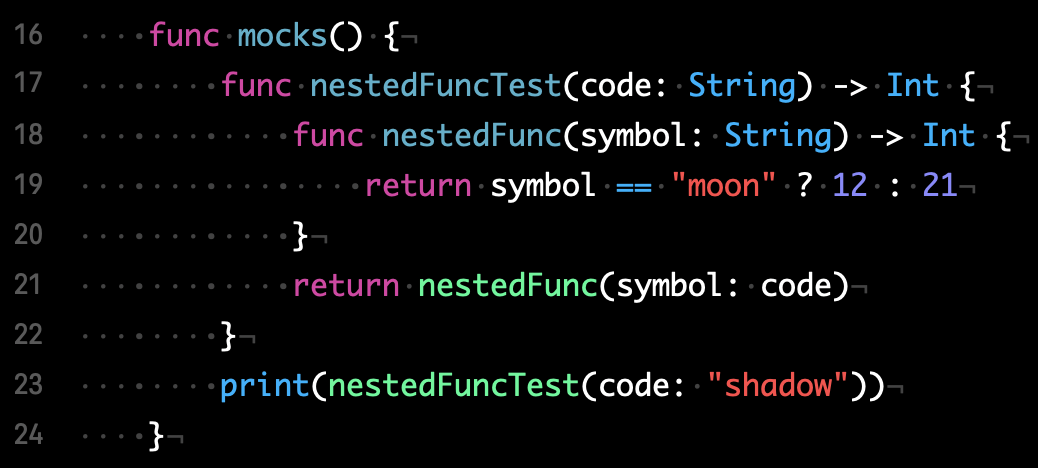 16 func mocks() {¬
17 func nestedFuncTest(code: String) -> Int {¬
18 func nestedFunc(symbol: String) -> Int {¬
19 return symbol == "moon" ? 12 : 21¬
20 }¬
21 return nestedFunc(symbol: code)¬
22 }¬
23 print(nestedFuncTest(code: "shadow"))¬
24 }¬